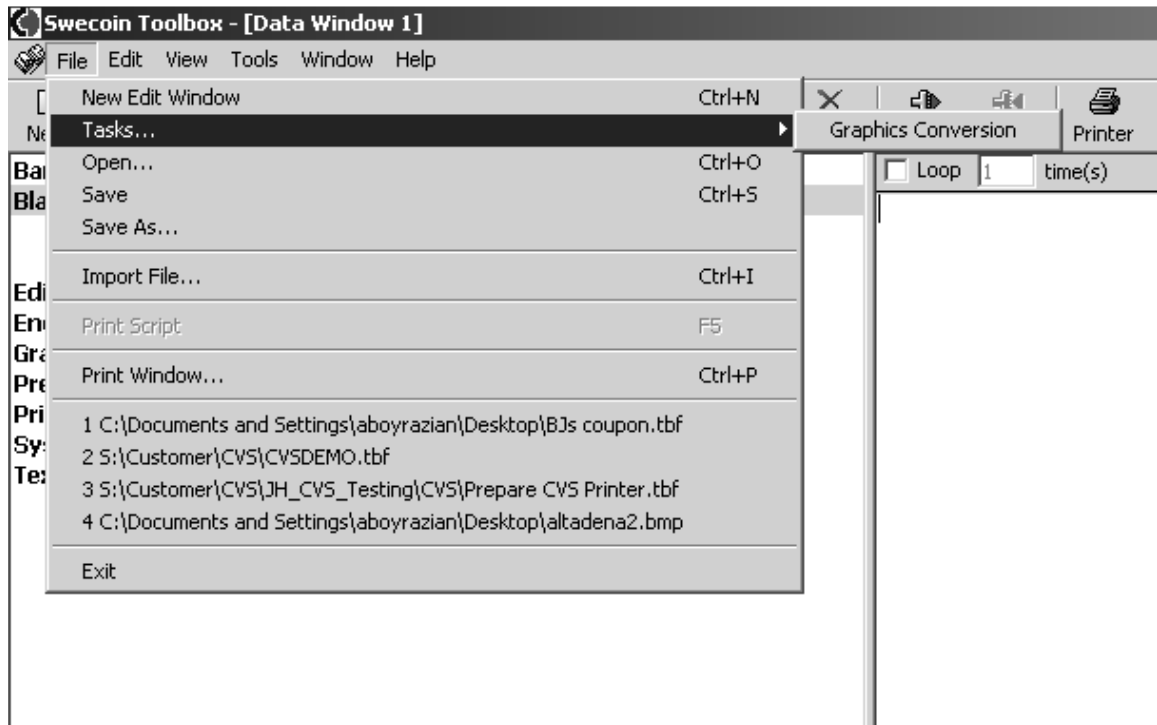 Swecoin Toolbox - [Data Window 1]
File Edit View Tools Window Help
New Edit Window Ctrl+N
Tasks... Graphics Conversion Printer
Open... Ctrl+O Loop 1 time(s)
Save Ctrl+S
Save As...
Import File... Ctrl+I
Print Script F5
Print Window... Ctrl+P
1 C:\Documents and Settings\aboyrazian\Desktop\BJs coupon.tbf
2 S:\Customer\CVS\CVSDEMO.tbf
3 S:\Customer\CVS\JH_CVS_Testing\CVS\Prepare CVS Printer.tbf
4 C:\Documents and Settings\aboyrazian\Desktop\altadena2.bmp
Exit